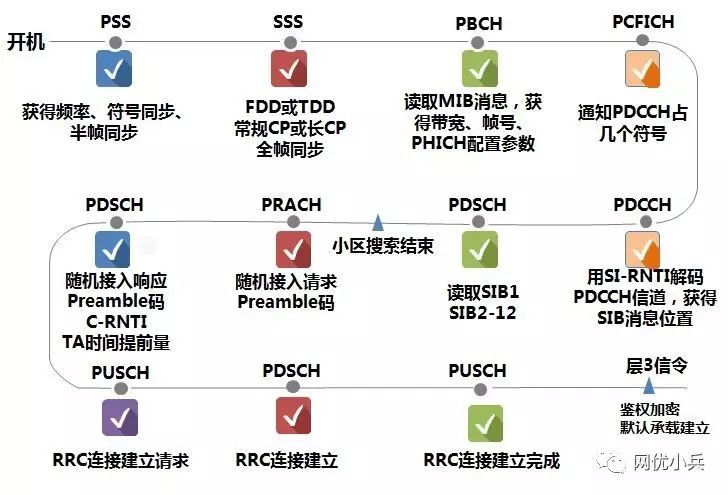 开机
PSS
SSS
PBCH
PCFICH
获得频率、符号同步、
半帧同步
FDD或TDD
常规CP或长CP
全帧同步
读取MIB消息，获
得带宽、帧号、
PHICH配置参数
通知PDCCH占
几个符号
PDSCH
PRACH
小区搜索结束
PDSCH
PDCCH
随机接入响应
Preamble码
C-RNTI
TA时间提前量
随机接入请求
Preamble码
读取SIB1
SIB2-12
用SI-RNTI解码
PDCCH信道，获得
SIB消息位置
PUSCH
PDSCH
PUSCH
层3信令
RRC连接建立请求
RRC连接建立
RRC连接建立完成
鉴权加密
默认承载建立
网优小兵